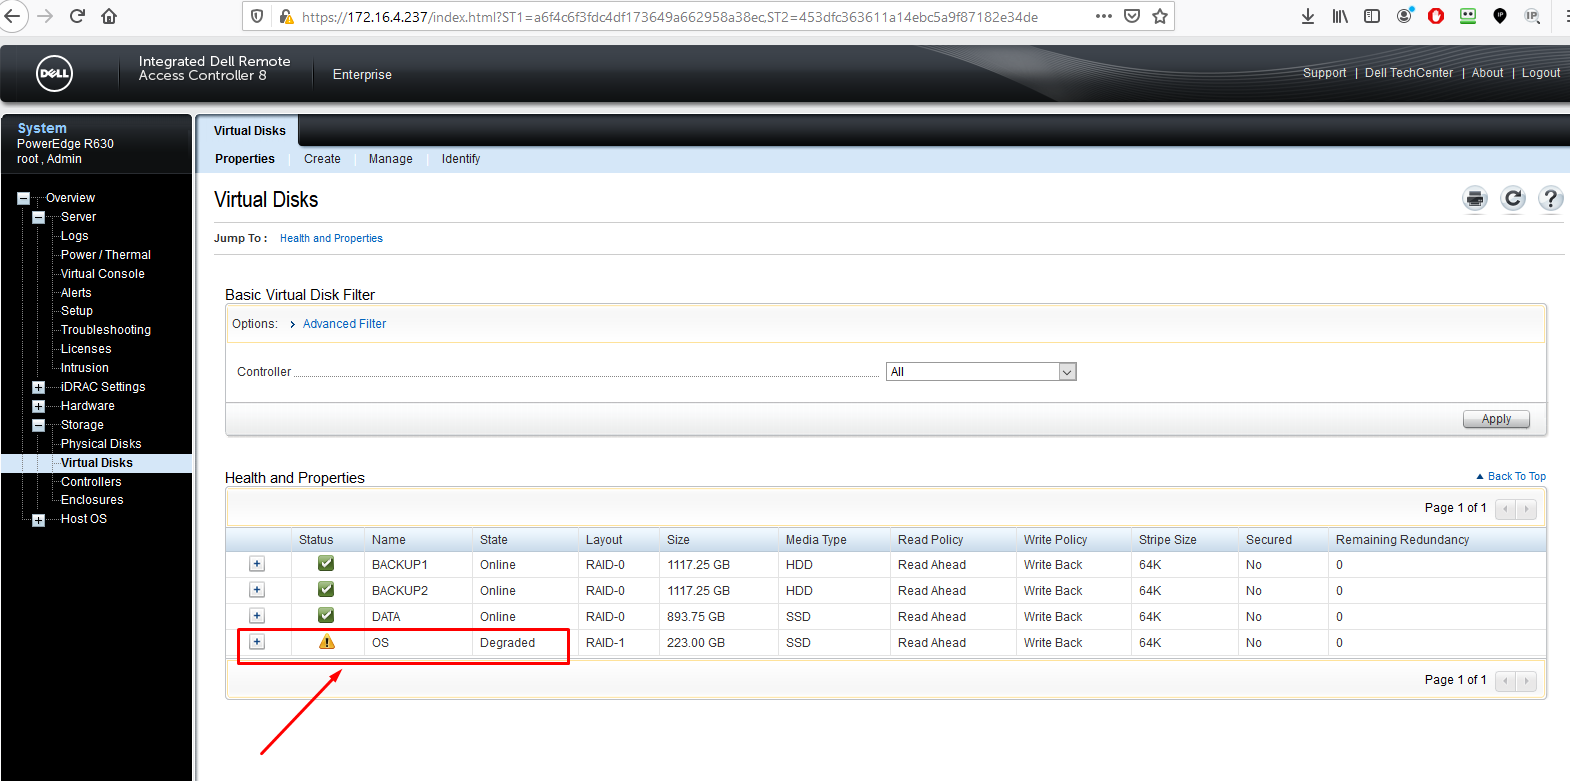 https://172.16.4.237/index.html?ST1=a6f4c6f3fdc4df173649a662958a38ec,ST2=453dfc363611a14ebc5a9f87182e34de
DELL
Integrated Dell Remote
Access Controller 8
Enterprise
Support | Dell TechCenter | About | Logout
System
PowerEdge R630
root , Admin
Overview
Server
Logs
Power / Thermal
Virtual Console
Alerts
Setup
Troubleshooting
Licenses
Intrusion
iDRAC Settings
Hardware
Storage
Physical Disks
Virtual Disks
Controllers
Enclosures
Host OS
Virtual Disks
Properties | Create | Manage | Identify
Virtual Disks
Jump To : Health and Properties
Basic Virtual Disk Filter
Options: Advanced Filter
Controller All
Apply
Health and Properties
Back To Top
Page 1 of 1
Status Name State Layout Size Media Type Read Policy Write Policy Stripe Size Secured Remaining Redundancy
BACKUP1 Online RAID-0 1117.25 GB HDD Read Ahead Write Back 64K No 0
BACKUP2 Online RAID-0 1117.25 GB HDD Read Ahead Write Back 64K No 0
DATA Online RAID-0 893.75 GB SSD Read Ahead Write Back 64K No 0
OS Degraded RAID-1 223.00 GB SSD Read Ahead Write Back 64K No 0
Page 1 of 1